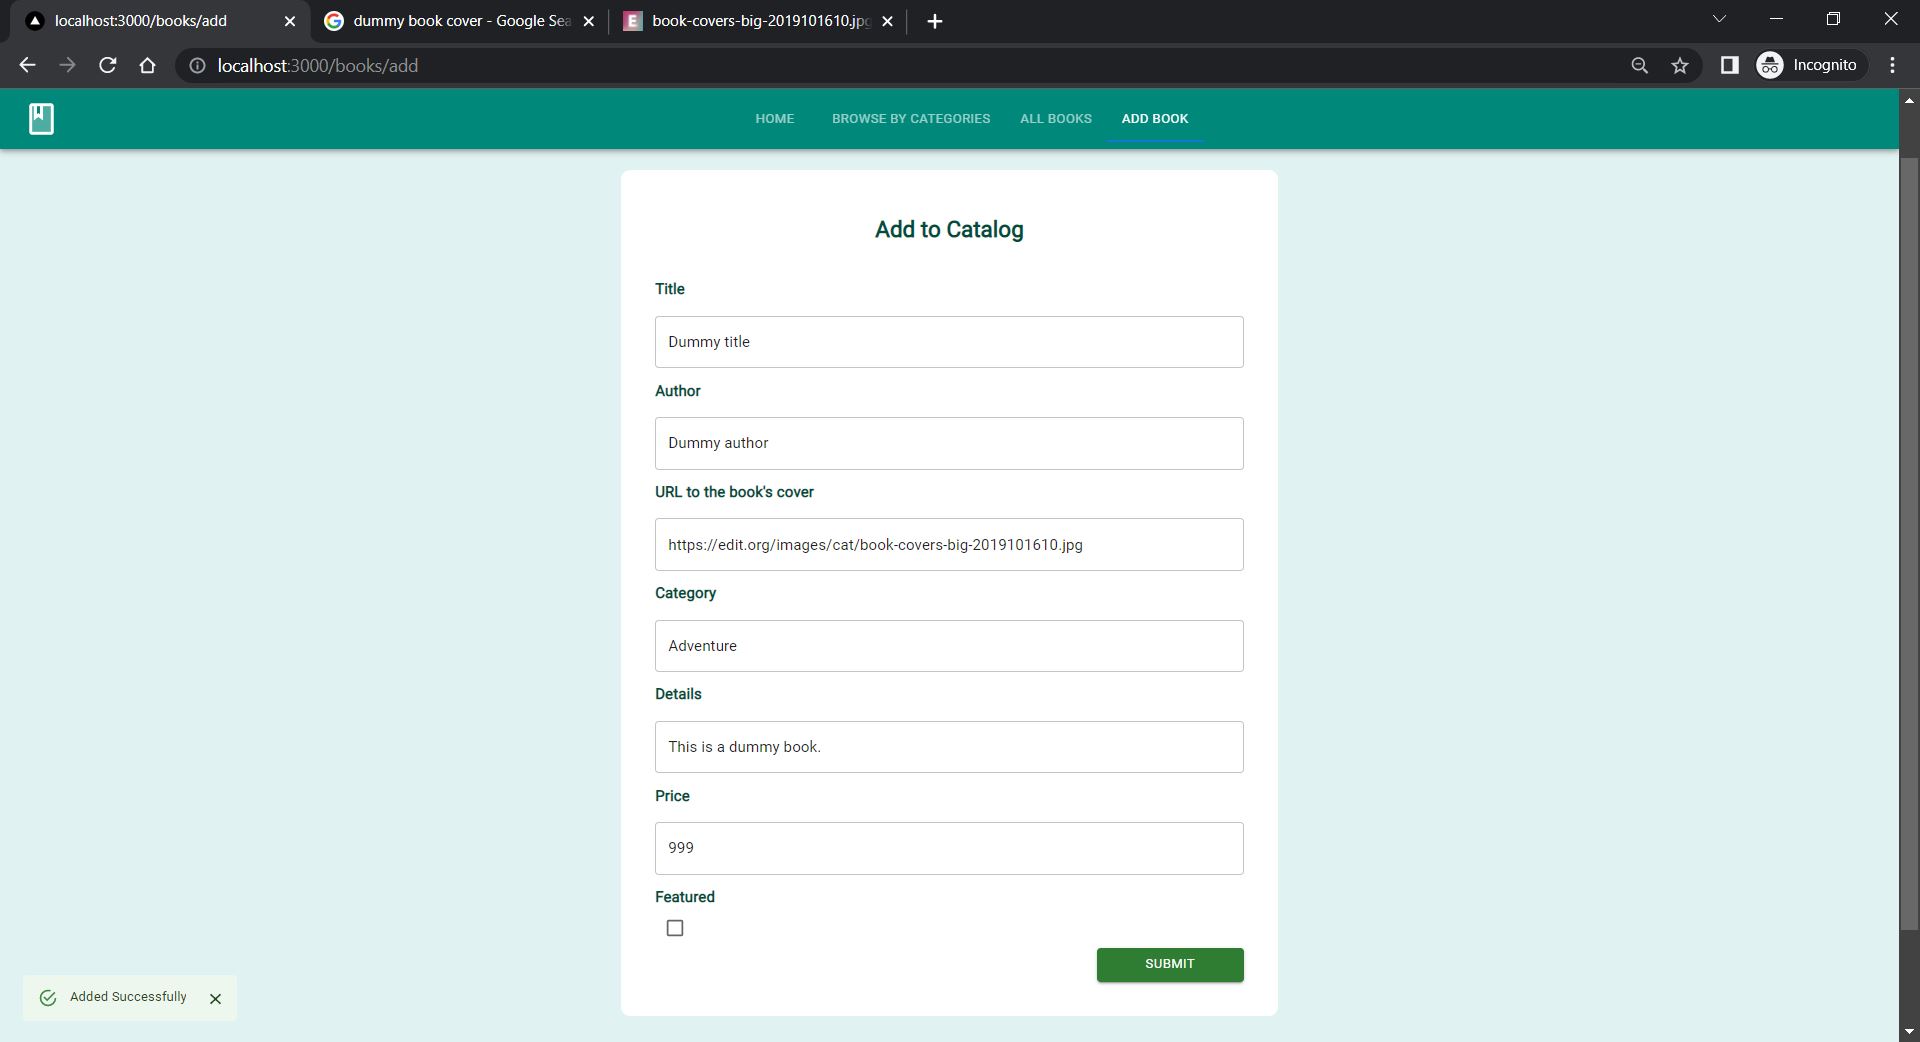 localhost:3000/books/add
dummy book cover - Google Sea
book-covers-big-2019101610.jpg
localhost:3000/books/add
Incognito
HOME
BROWSE BY CATEGORIES
ALL BOOKS
ADD BOOK
Add to Catalog
Title
Dummy title
Author
Dummy author
URL to the book's cover
https://edit.org/images/cat/book-covers-big-2019101610.jpg
Category
Adventure
Details
This is a dummy book.
Price
999
Featured
SUBMIT
Added Successfully